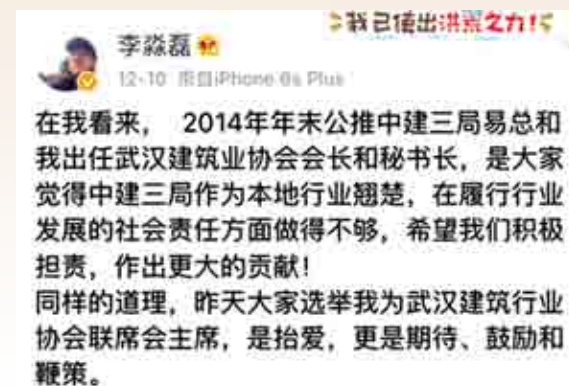 我已使出洪荒之力!
李淼磊
12-10 来自iPhone 6s Plus
在我看来, 2014年年末公推中建三局易总和
我出任武汉建筑业协会会长和秘书长，是大家
觉得中建三局作为本地行业翘楚，在履行行业
发展的社会责任方面做得不够，希望我们积极
担责，作出更大的贡献!
同样的道理，昨天大家选举我为武汉建筑行业
协会联席会主席，是抬爱，更是期待、鼓励和
鞭策。